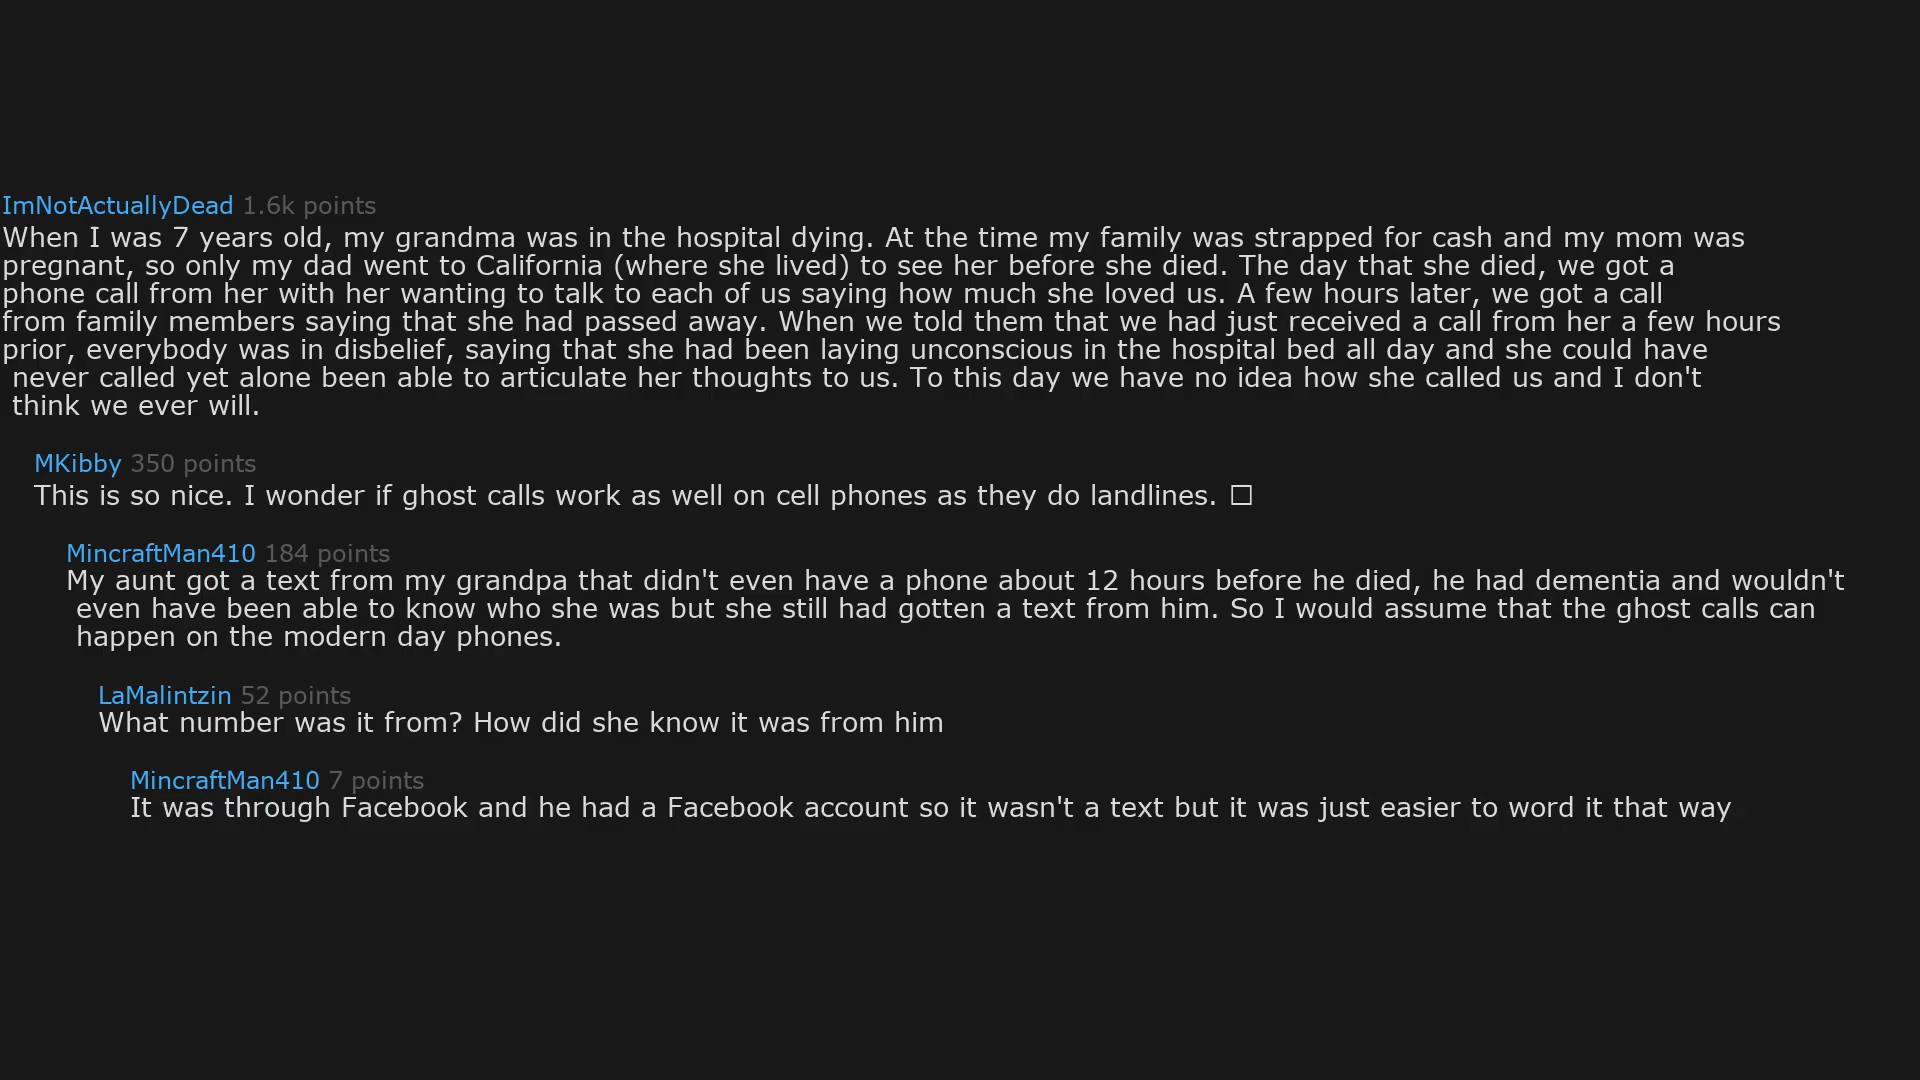 ImNotActuallyDead 1.6k points
When I was 7 years old, my grandma was in the hospital dying. At the time my family was strapped for cash and my mom was
pregnant, so only my dad went to California (where she lived) to see her before she died. The day that she died, we got a
phone call from her with her wanting to talk to each of us saying how much she loved us. A few hours later, we got a call
from family members saying that she had passed away. When we told them that we had just received a call from her a few hours
prior, everybody was in disbelief, saying that she had been laying unconscious in the hospital bed all day and she could have
never called yet alone been able to articulate her thoughts to us. To this day we have no idea how she called us and I don't
think we ever will.
MKibby 350 points
This is so nice. I wonder if ghost calls work as well on cell phones as they do landlines. □
MincraftMan410 184 points
My aunt got a text from my grandpa that didn't even have a phone about 12 hours before he died, he had dementia and wouldn't
even have been able to know who she was but she still had gotten a text from him. So I would assume that the ghost calls can
happen on the modern day phones.
LaMalintzin 52 points
What number was it from? How did she know it was from him
MincraftMan410 7 points
It was through Facebook and he had a Facebook account so it wasn't a text but it was just easier to word it that way